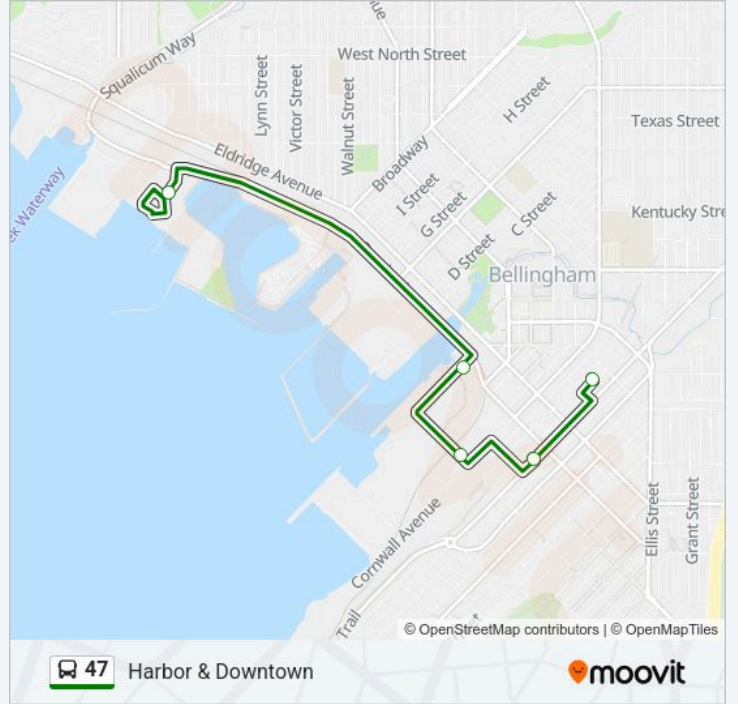 Squalicum Way
West North Street
Lynn Street
Victor Street
Walnut Street
H Street
Texas Street
Eldridge Avenue
Broadway
I Street
G Street
C Street
D Street
Kentucky Stre
ek Waterway
Bellingham
Cornwall Avenue
Ellis Street
Grant Street
Trail
© OpenStreetMap contributors | © OpenMapTiles
47 Harbor & Downtown
moovit